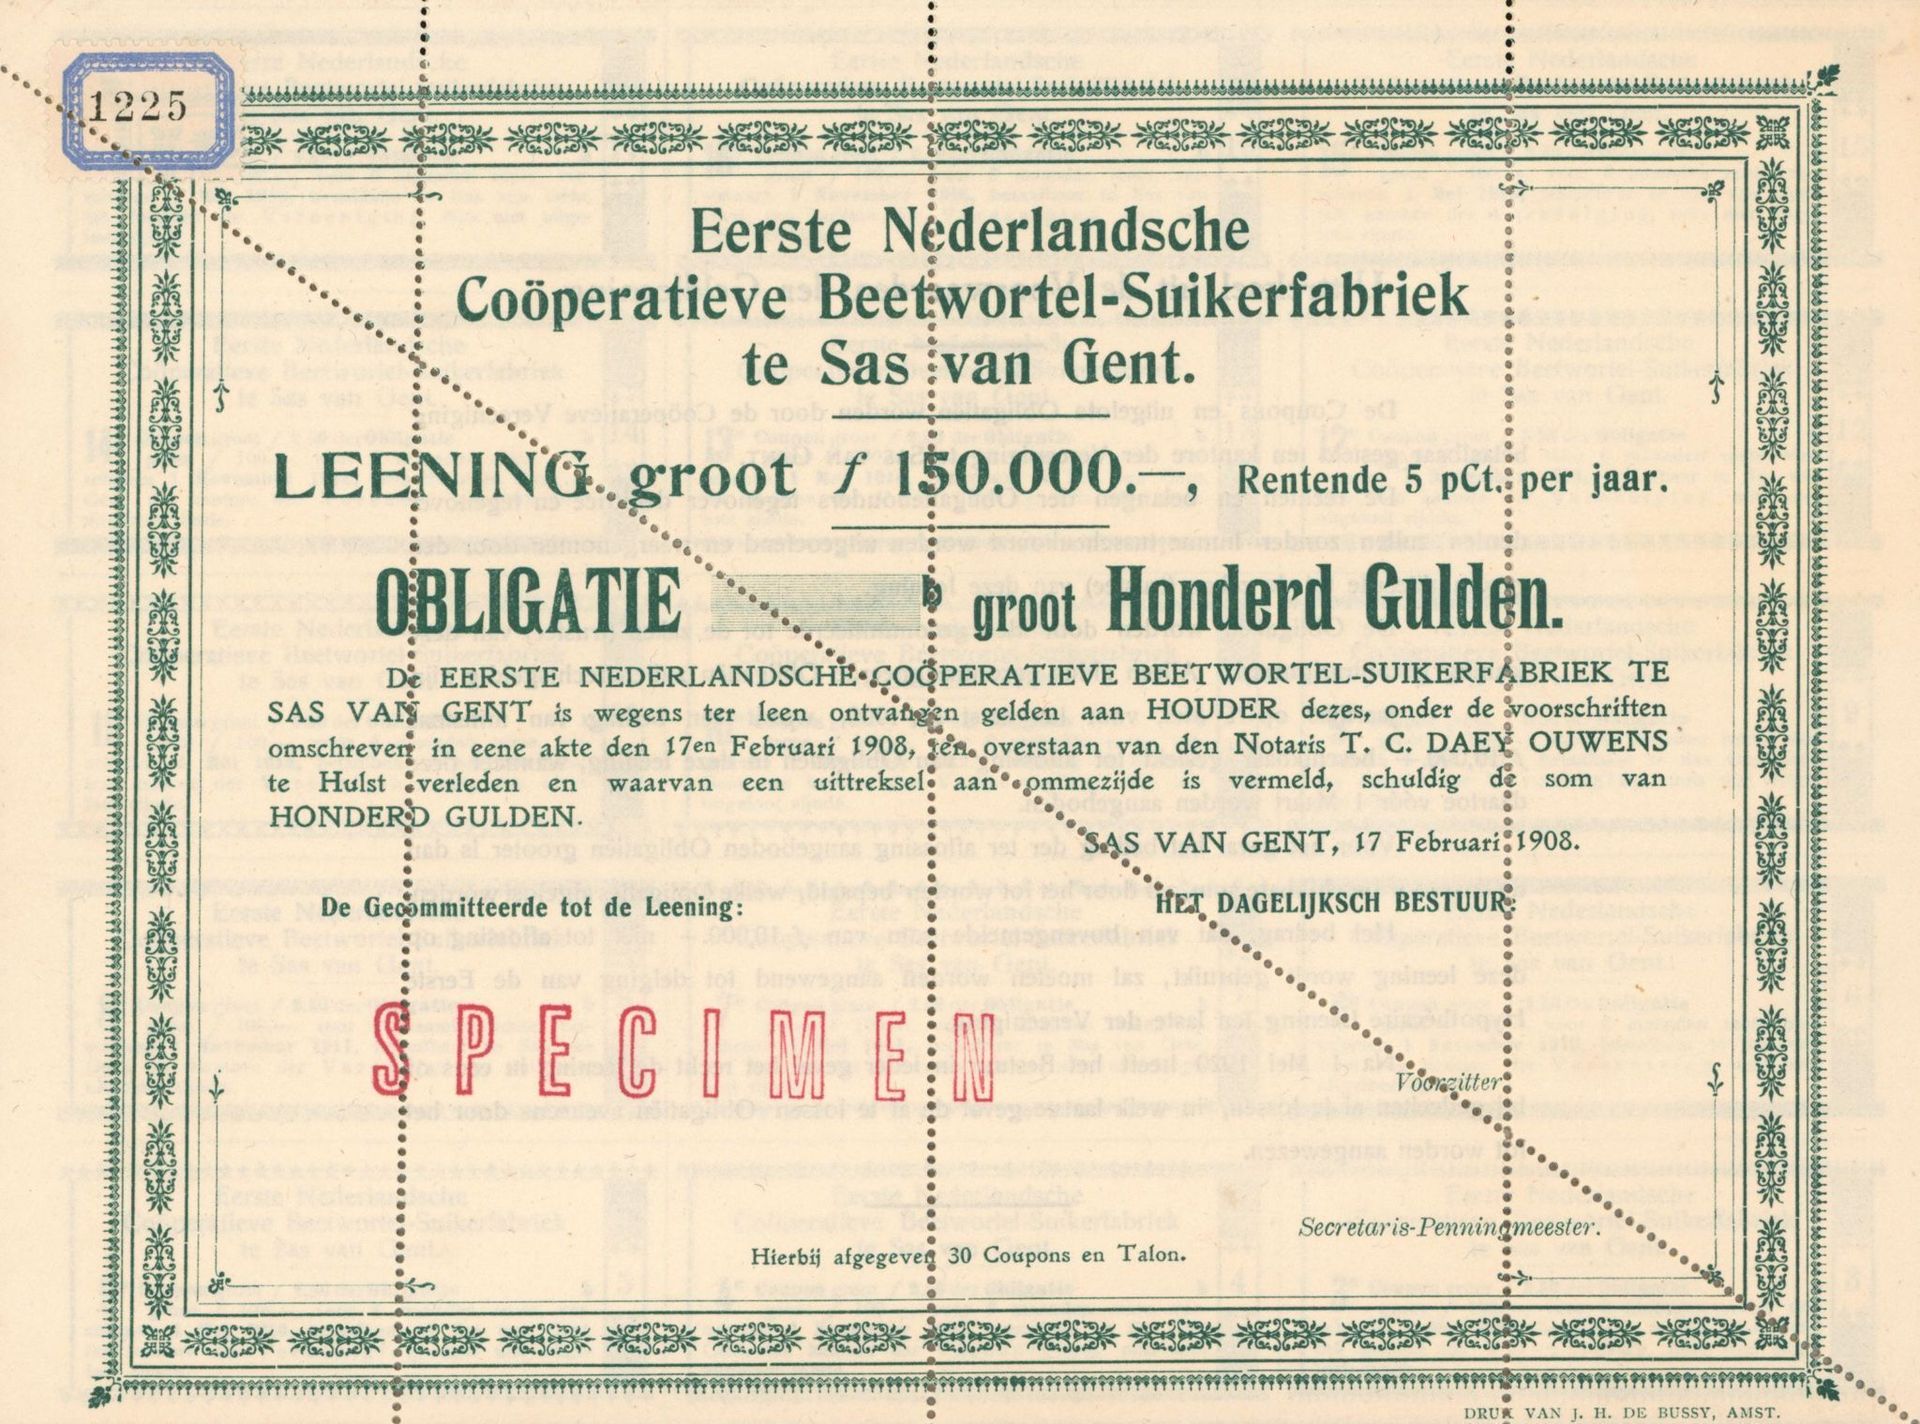 1225
Eerste Nederlandsche
Coöperatieve Beetwortel-Suikerfabriek
te Sas van Gent.
LEENING groot f 150.000.—, Rentende 5 pCt. per jaar.
OBLIGATIE groot Honderd Gulden.
De EERSTE NEDERLANDSCHE COÖPERATIEVE BEETWORTEL-SUIKERFABRIEK TE
SAS VAN GENT is wegens ter leen ontvangen gelden aan HOUDER dezes, onder de voorschriften
omschreven in eene akte den 17en Februari 1908, ten overstaan van den Notaris T. C. DAEY OUWENS
te Hulst verleden en waarvan een uittreksel aan ommezijde is vermeld, schuldig de som van
HONDERD GULDEN.
SAS VAN GENT, 17 Februari 1908.
De Gecommitteerde tot de Leening:
HET DAGELIJKSCH BESTUUR:
SPECIMEN
Voorzitter
Secretaris-Penningmeester.
Hierbij afgegeven 30 Coupons en Talon.
DRUK VAN J. H. DE BUSSY, AMST.